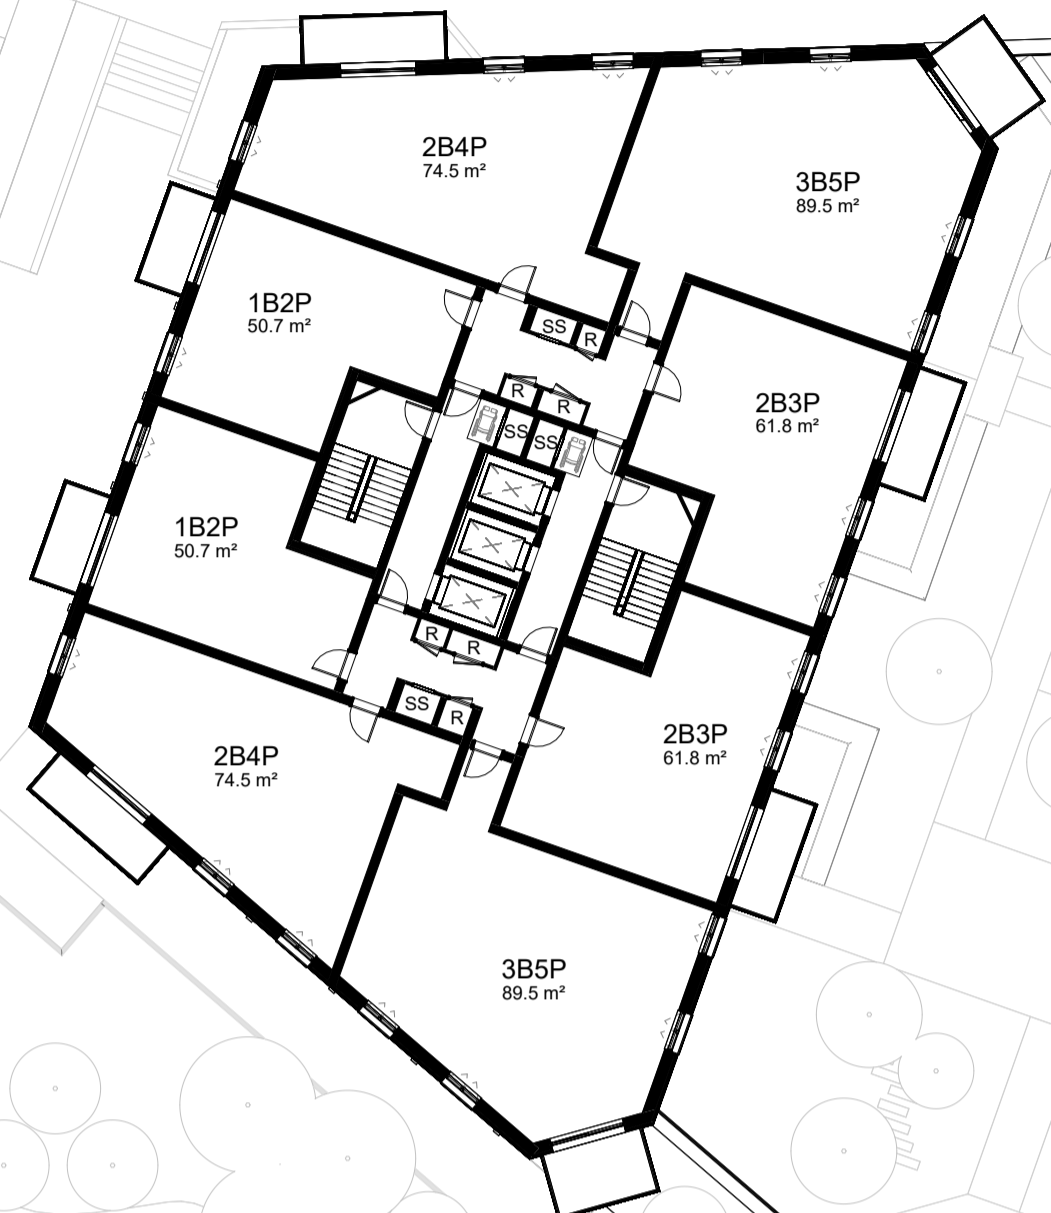 2B4P
74.5 m²
3B5P
89.5 m²
1B2P
50.7 m²
SS
R
R
R
2B3P
61.8 m²
SS
SS
1B2P
50.7 m²
R
R
SS
R
2B4P
74.5 m²
2B3P
61.8 m²
3B5P
89.5 m²